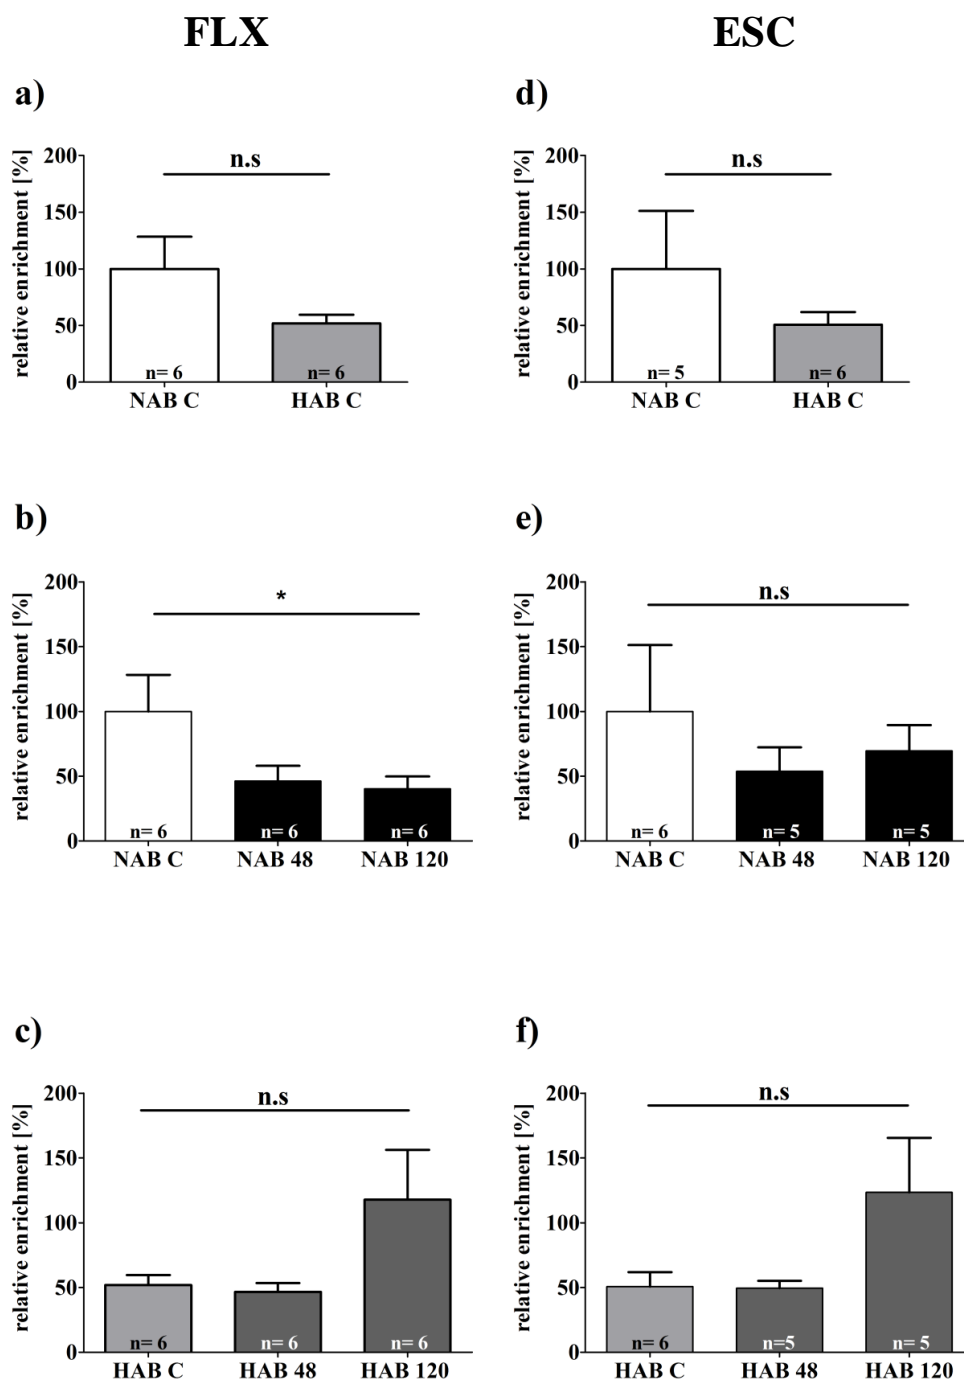 FLX
ESC
a)
relative enrichment [%]
200
150
100
50
0
n.s
n= 6
n= 6
NAB C
HAB C
d)
relative enrichment [%]
200
150
100
50
0
n.s
n= 5
n= 6
NAB C
HAB C
b)
relative enrichment [%]
200
150
100
50
0
*
n= 6
n= 6
n= 6
NAB C
NAB 48
NAB 120
e)
relative enrichment [%]
200
150
100
50
0
n.s
n= 6
n= 5
n= 5
NAB C
NAB 48
NAB 120
c)
relative enrichment [%]
200
150
100
50
0
n.s
n= 6
n= 6
n= 6
HAB C
HAB 48
HAB 120
f)
relative enrichment [%]
200
150
100
50
0
n.s
n= 6
n=5
n= 5
HAB C
HAB 48
HAB 120